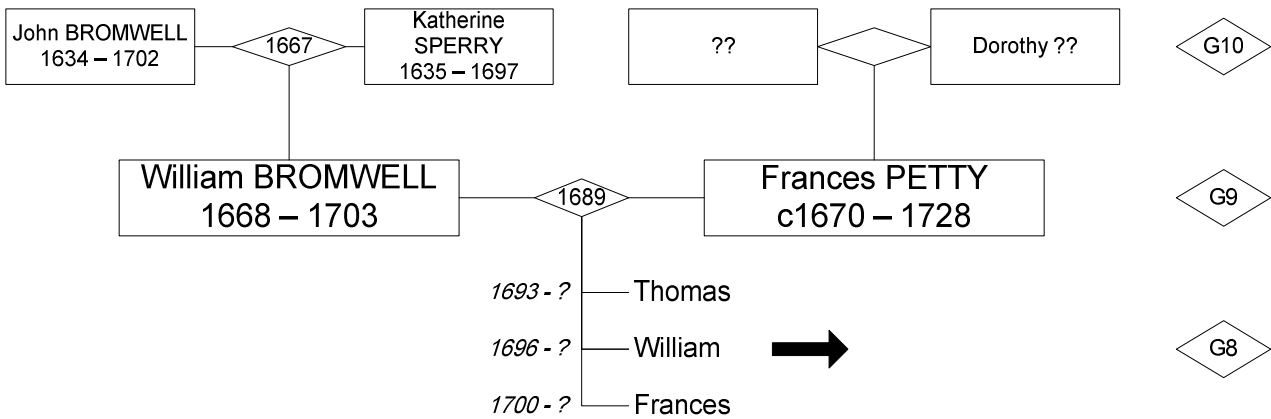 John BROMWELL
1634 – 1702
1667
Katherine
SPERRY
1635 – 1697
??
Dorothy ??
G10
William BROMWELL
1668 – 1703
1689
Frances PETTY
c1670 – 1728
G9
1693 - ? Thomas
1696 - ? William
G8
1700 - ? Frances